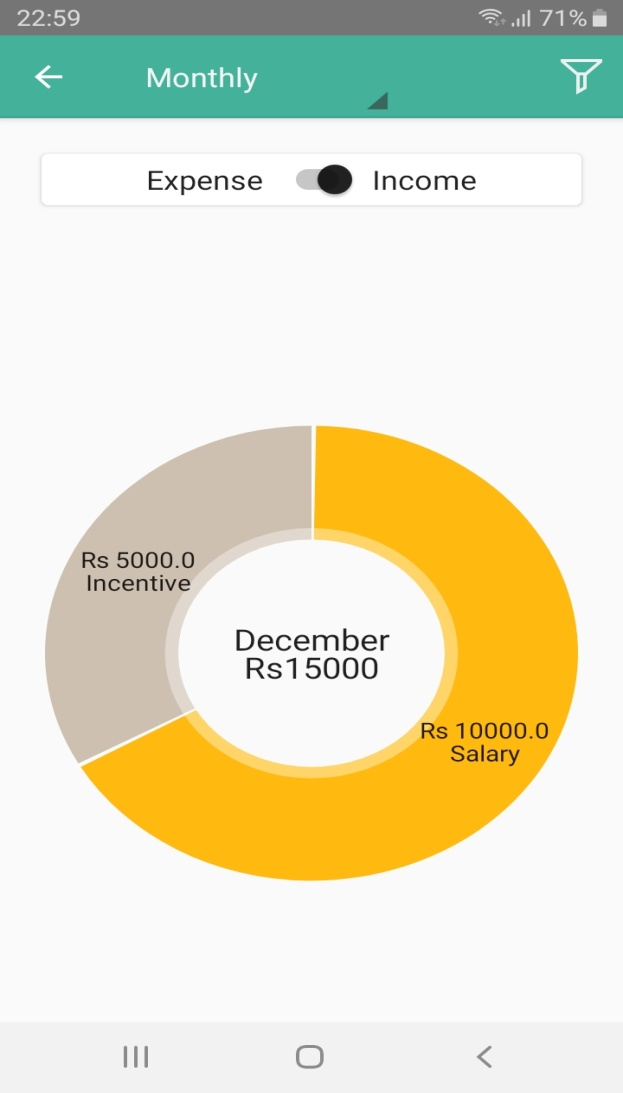 22:59 71%
Monthly
Expense Income
Rs 5000.0
Incentive
December
Rs15000
Rs 10000.0
Salary